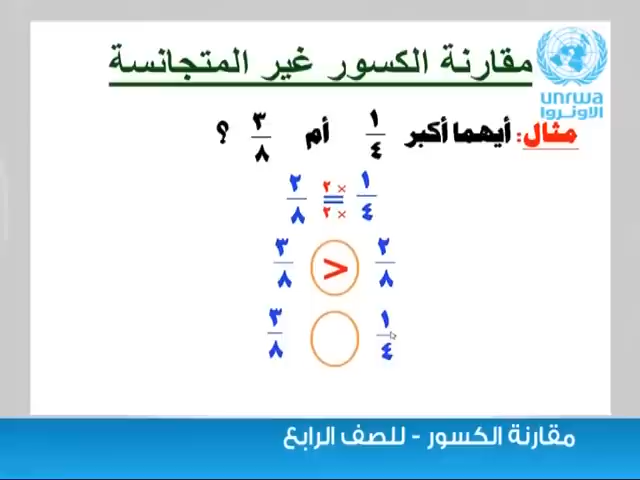 مقارنة الكسور غير المتجانسة
unrwa
الاونروا
مثال: أيهما أكبر ١/٤ أم ٣/٨ ؟
١/٤ ×٢ = ×٢ ٢/٨
٢/٨ > ٣/٨
١/٤ ٣/٨
مقارنة الكسور - للصف الرابع